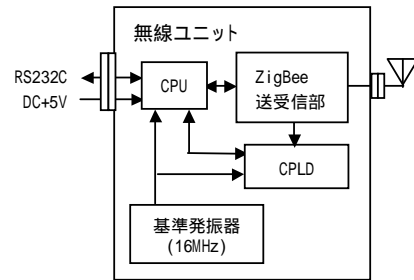 無線ユニット
RS232C
DC+5V
CPU
ZigBee
送受信部
CPLD
基準発振器
(16MHz)